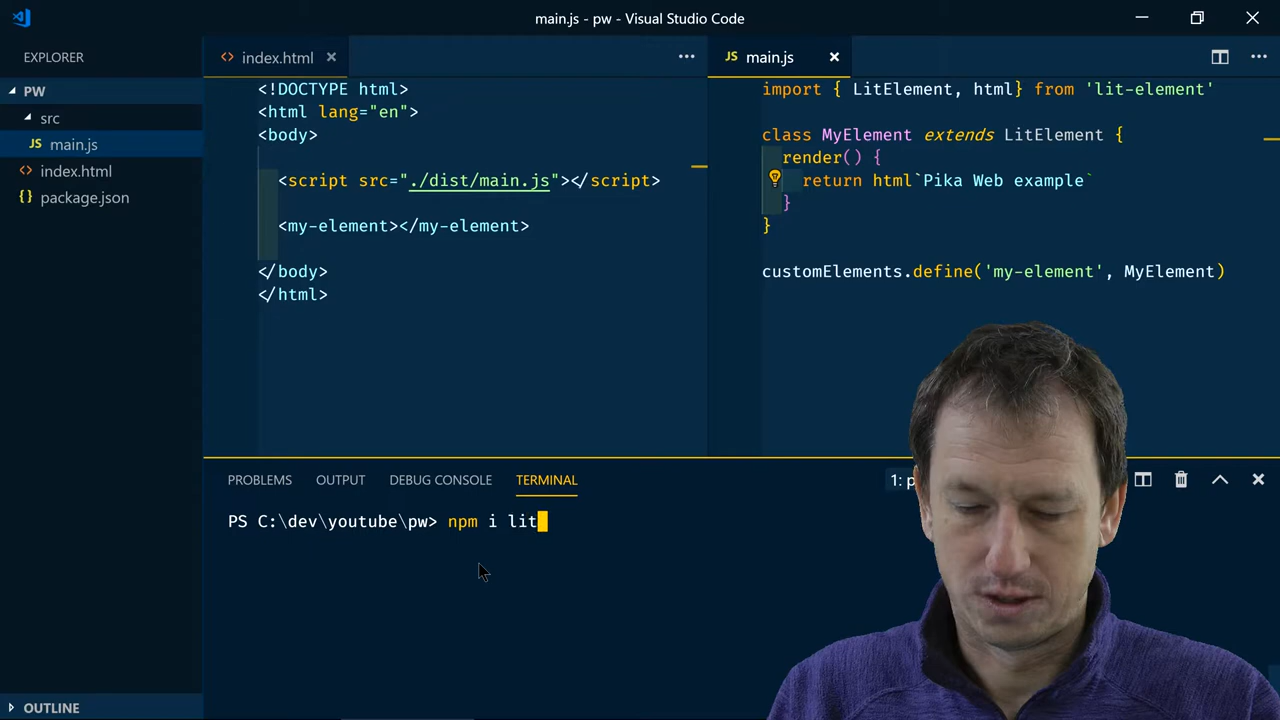 main.js - pw - Visual Studio Code
EXPLORER
PW
src
JS main.js
index.html
{} package.json
OUTLINE
<> index.html
<!DOCTYPE html>
<html lang="en">
<body>
<script src="./dist/main.js"></script>
<my-element></my-element>
</body>
</html>
JS main.js
import { LitElement, html} from 'lit-element'
class MyElement extends LitElement {
render() {
return html`Pika Web example`
}
}
customElements.define('my-element', MyElement)
PROBLEMS OUTPUT DEBUG CONSOLE TERMINAL
1: p
PS C:\dev\youtube\pw> npm i lit